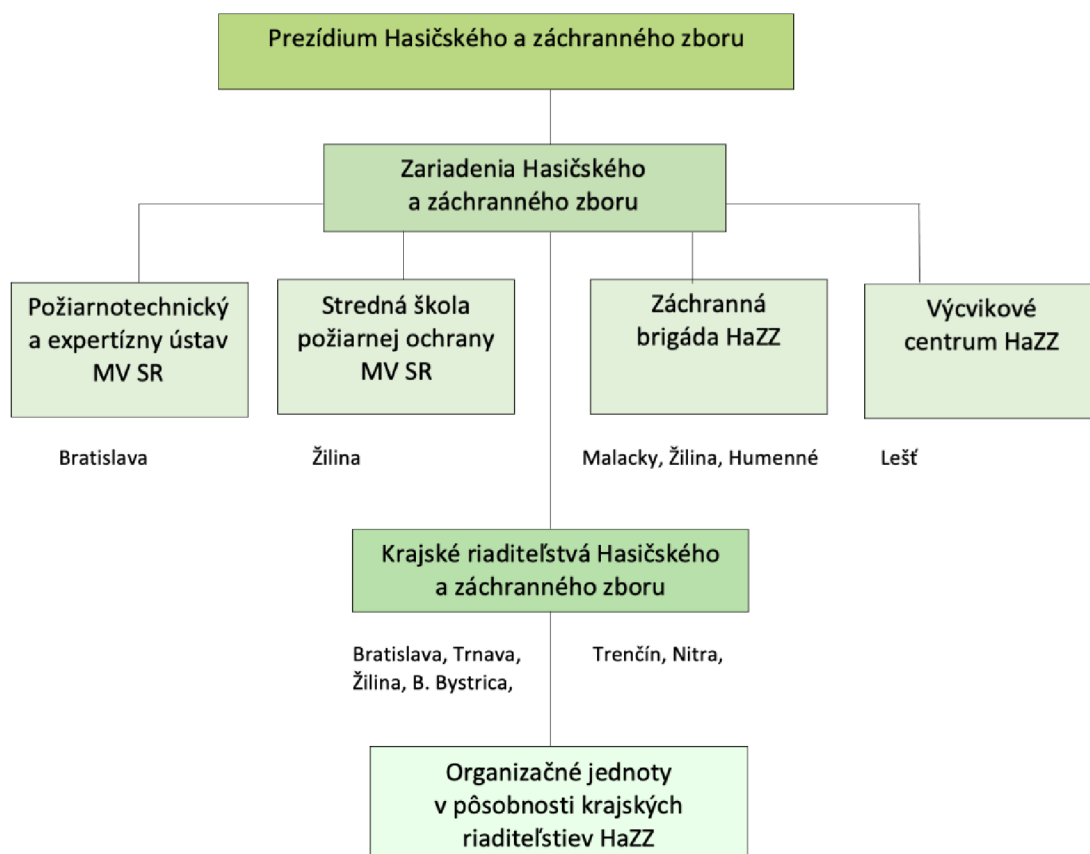 Prezídium Hasičského a záchranného zboru
Zariadenia Hasičského
a záchranného zboru
Požiarnotechnický
a expertízny ústav
MV SR
Stredná škola
požiarnej ochrany
MV SR
Záchranná
brigáda HaZZ
Výcvikové
centrum HaZZ
Bratislava
Žilina
Malacky, Žilina, Humenné
Lešť
Krajské riaditeľstvá Hasičského
a záchranného zboru
Bratislava, Trnava,
Žilina, B. Bystrica,
Trenčín, Nitra,
Organizačné jednoty
v pôsobnosti krajských
riaditeľstiev HaZZ